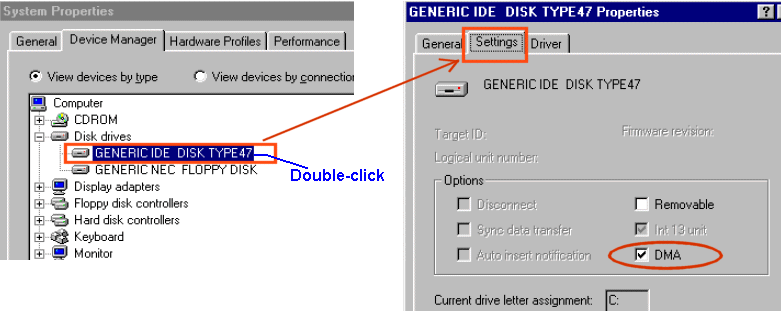 System Properties
General Device Manager Hardware Profiles Performance
View devices by type View devices by connection
Computer
CDROM
Disk drives
GENERIC IDE DISK TYPE47
GENERIC NEC FLOPPY DISK
Display adapters
Floppy disk controllers
Hard disk controllers
Keyboard
Monitor
Double-click
GENERIC IDE DISK TYPE47 Properties
General Settings Driver
GENERIC IDE DISK TYPE47
Target ID: Firmware revision:
Logical unit number:
Options
Disconnect Removable
Sync data transfer Int 13 unit
Auto insert notification DMA
Current drive letter assignment: C: